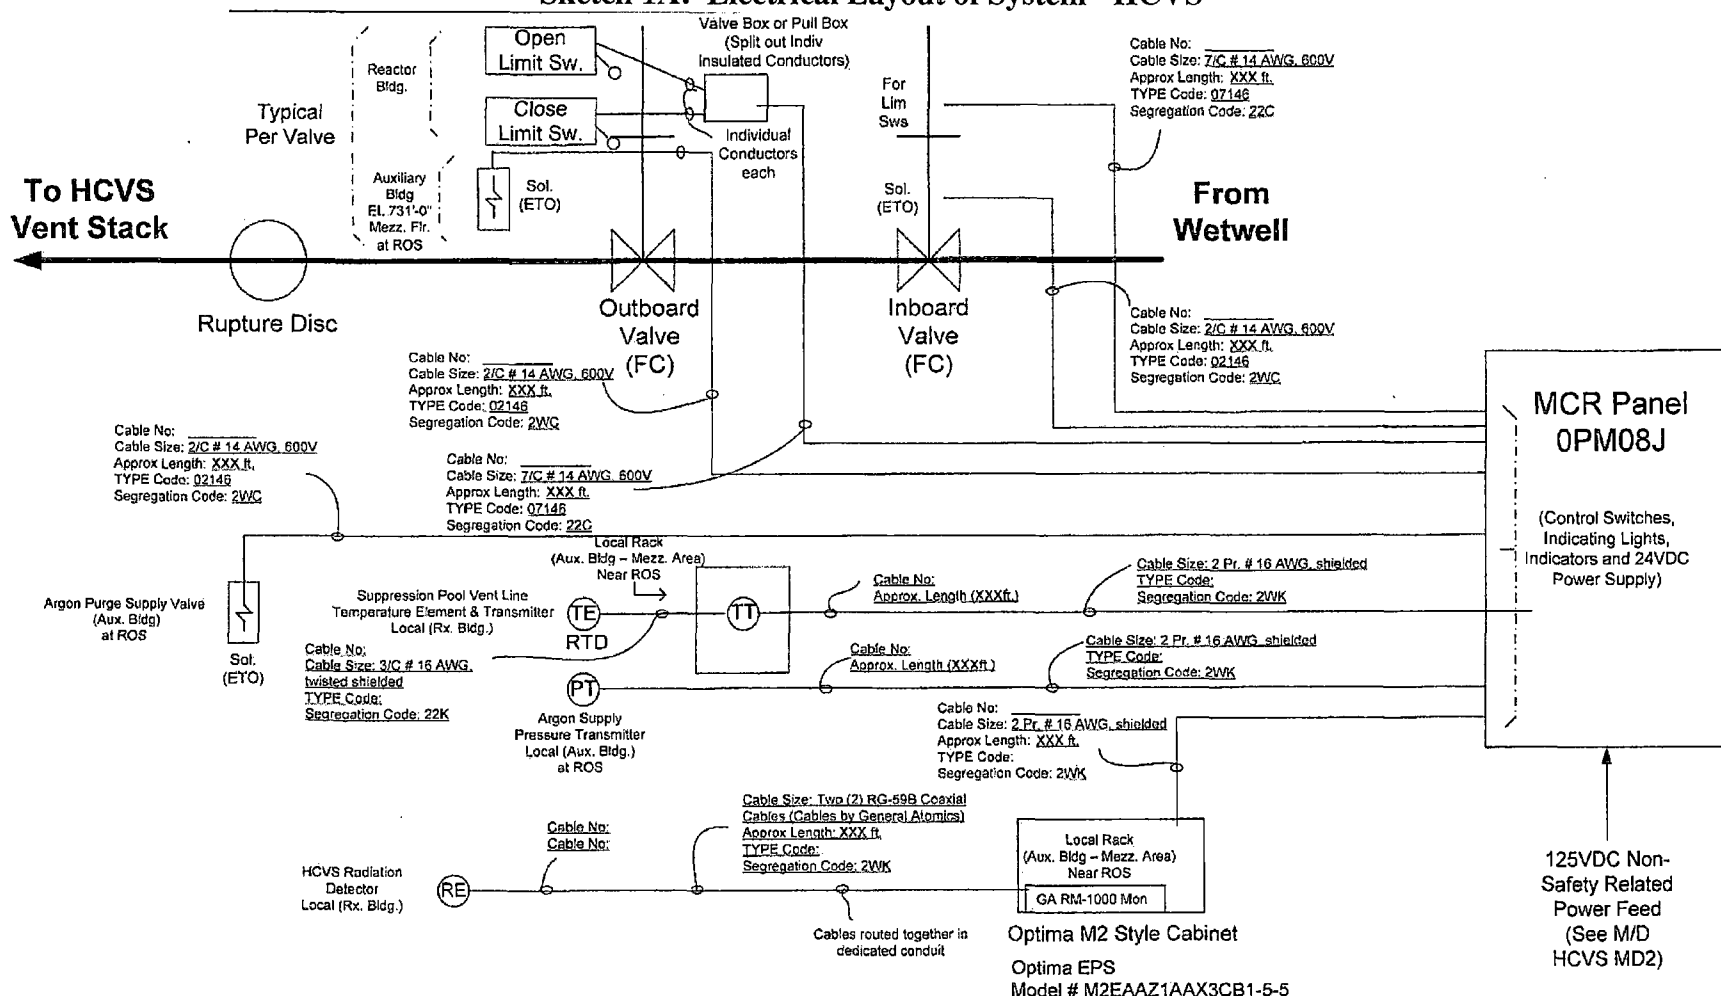 Sketch 1A: Electrical Layout of System - HCVS
Valve Box or Pull Box
(Split out Indiv
Insulated Conductors)
Open
Limit Sw.
Close
Limit Sw.
Reactor
Bldg.
Typical
Per Valve
Auxiliary
Bldg
El. 731'-0"
Mezz. Flr.
at ROS
Sol.
(ETO)
Individual
Conductors
each
For
Lim
Sws
Sol.
(ETO)
Cable No:
Cable Size: 7/C # 14 AWG, 600V
Approx Length: XXX ft.
TYPE Code: 07146
Segregation Code: 22C
To HCVS
Vent Stack
From
Wetwell
Rupture Disc
Outboard
Valve
(FC)
Inboard
Valve
(FC)
Cable No:
Cable Size: 2/C # 14 AWG, 600V
Approx Length: XXX ft.
TYPE Code: 02146
Segregation Code: 2WC
Cable No:
Cable Size: 2/C # 14 AWG, 600V
Approx Length: XXX ft.
TYPE Code: 02146
Segregation Code: 2WC
Cable No:
Cable Size: 2/C # 14 AWG, 600V
Approx Length: XXX ft.
TYPE Code: 02146
Segregation Code: 2WC
Cable No:
Cable Size: 7/C # 14 AWG, 600V
Approx Length: XXX ft.
TYPE Code: 07146
Segregation Code: 22C
MCR Panel
0PM08J
(Control Switches,
Indicating Lights,
Indicators and 24VDC
Power Supply)
Argon Purge Supply Valve
(Aux. Bldg)
at ROS
Sol.
(ETO)
Local Rack
(Aux. Bldg – Mezz. Area)
Near ROS
Suppression Pool Vent Line
Temperature Element & Transmitter
Local (Rx. Bldg.)
TE
RTD
TT
Cable No:
Approx. Length (XXXft.)
Cable Size: 2 Pr. # 16 AWG, shielded
TYPE Code:
Segregation Code: 2WK
Cable No:
Cable Size: 3/C # 16 AWG,
twisted shielded
TYPE Code:
Segregation Code: 22K
PT
Argon Supply
Pressure Transmitter
Local (Aux. Bldg.)
at ROS
Cable No:
Approx. Length (XXXft.)
Cable Size: 2 Pr. # 16 AWG, shielded
TYPE Code:
Segregation Code: 2WK
Cable No:
Cable Size: 2 Pr. # 16 AWG, shielded
Approx Length: XXX ft.
TYPE Code:
Segregation Code: 2WK
HCVS Radiation
Detector
Local (Rx. Bldg.)
RE
Cable No:
Cable No:
Cable Size: Two (2) RG-59B Coaxial
Cables (Cables by General Atomics)
Approx Length: XXX ft.
TYPE Code:
Segregation Code: 2WK
Cables routed together in
dedicated conduit
Local Rack
(Aux. Bldg – Mezz. Area)
Near ROS
GA RM-1000 Mon
Optima M2 Style Cabinet
Optima EPS
Model # M2EAAZ1AAX3CB1-5-5
125VDC Non-
Safety Related
Power Feed
(See M/D
HCVS MD2)